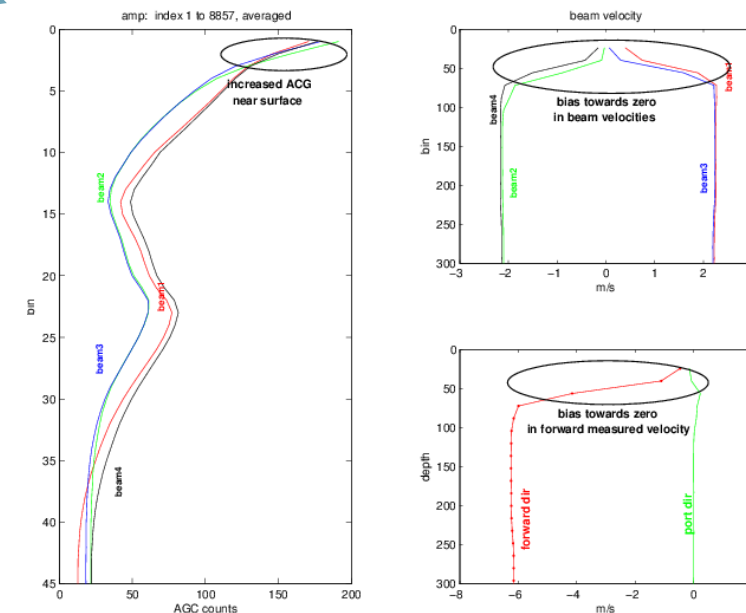 amp: index 1 to 8857, averaged
0
5
10
15
20
25
30
35
40
45
bin
0
50
100
150
200
AGC counts
increased ACG
near surface
beam2
beam1
beam3
beam4
beam velocity
0
50
100
150
200
250
300
bin
−3
−2
−1
0
1
2
m/s
beam4
beam2
beam3
beam1
bias towards zero
in beam velocities
0
50
100
150
200
250
300
depth
−8
−6
−4
−2
0
m/s
bias towards zero
in forward measured velocity
forward dir
port dir